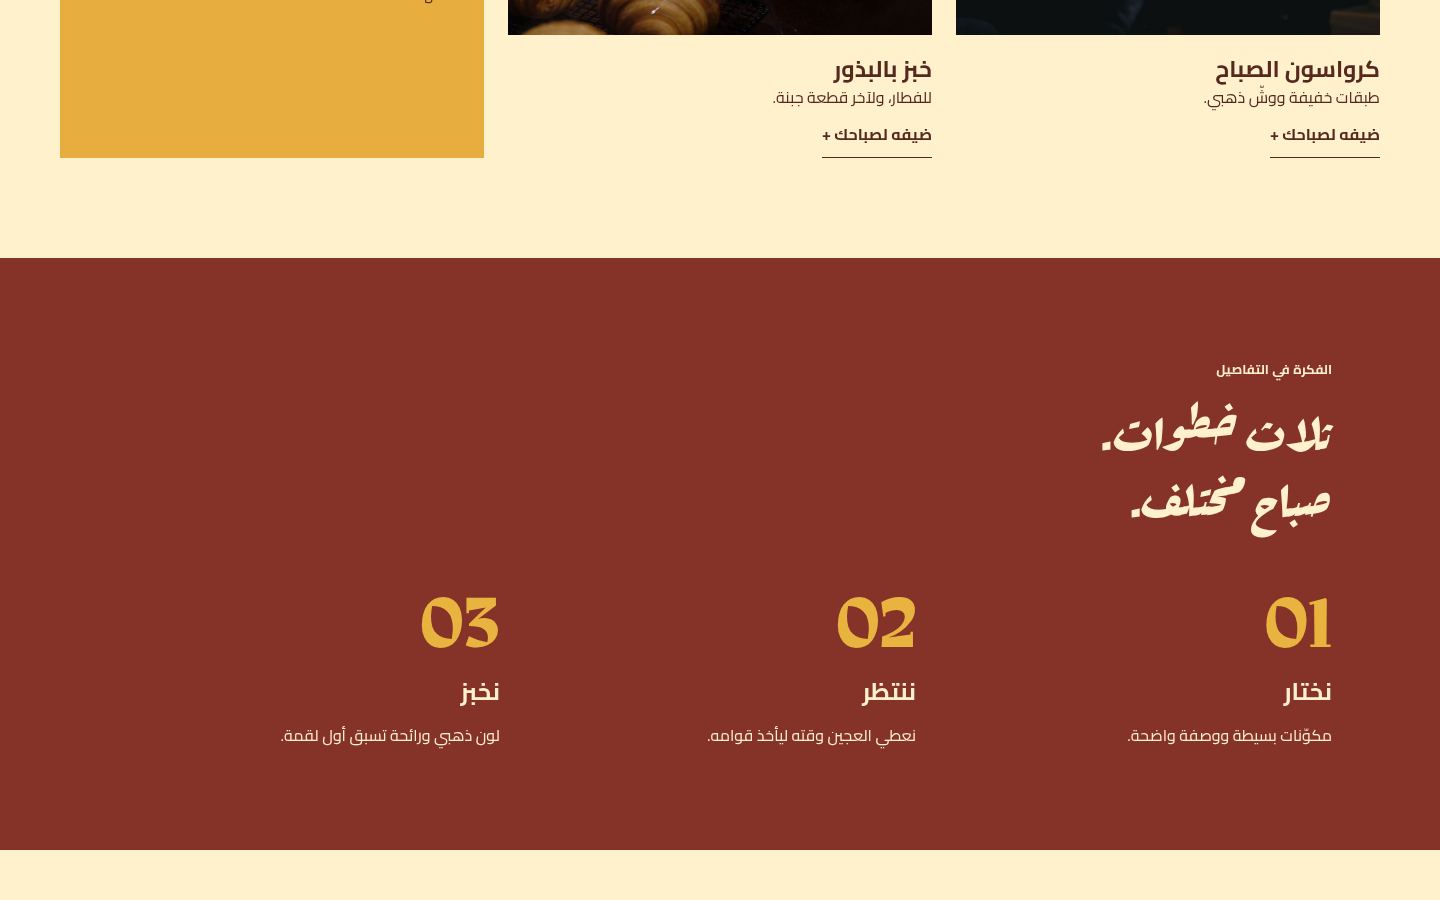 كرواسون الصباح
طبقات خفيفة ووشّ ذهبي.
ضيفه لصباحك +
خبز بالبذور
للفطار، ولآخر قطعة جبنة.
ضيفه لصباحك +
الفكرة في التفاصيل
ثلاث خطوات.
صباح مختلف.
01
نختار
مكوّنات بسيطة ووصفة واضحة.
02
ننتظر
نعطي العجين وقته ليأخذ قوامه.
03
نخبز
لون ذهبي ورائحة تسبق أول لقمة.